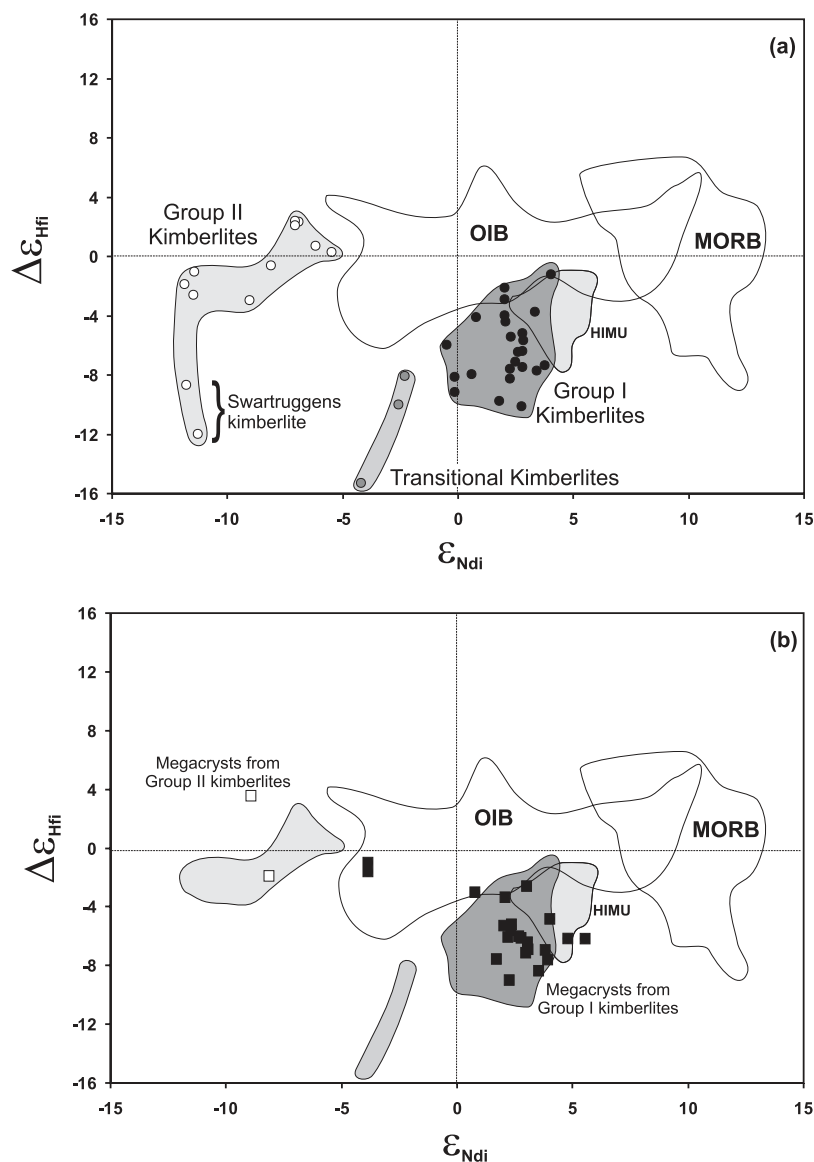 (a)
16
12
8
4
0
-4
-8
-12
-16
ΔεHfi
Group II
Kimberlites
OIB
MORB
HIMU
Swartruggens
kimberlite
Group I
Kimberlites
Transitional Kimberlites
-15
-10
-5
0
5
10
15
εNdi
(b)
16
12
8
4
0
-4
-8
-12
-16
ΔεHfi
Megacrysts from
Group II kimberlites
OIB
MORB
HIMU
Megacrysts from
Group I kimberlites
-15
-10
-5
0
5
10
15
εNdi